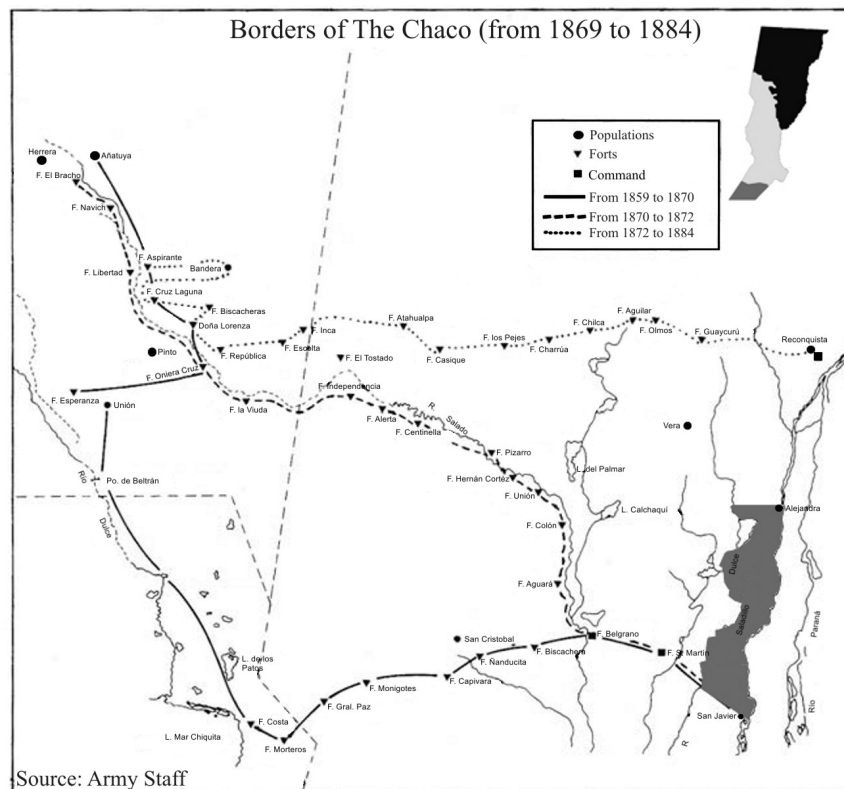 Borders of The Chaco (from 1869 to 1884)
Populations
Forts
Command
From 1859 to 1870
From 1870 to 1872
From 1872 to 1884
Herrera
Añatuya
F. El Bracho
F. Navich
F. Aspirante
F. Libertad
Bandera
F. Cruz Laguna
F. Biscacheras
Doña Lorenza
F. Inca
F. Atahualpa
F. Chilca
F. Aguilar
F. Olmos
F. Guaycurú
Reconquista
Pinto
F. República
F. Escolta
F. El Tostado
F. Casique
F. los Pejes
F. Charrúa
F. Oniera Cruz
F. Esperanza
Unión
F. la Viuda
F. Independencia
F. Alerta
F. Centinella
R. Salado
Vera
F. Pizarro
L. del Palmar
F. Hernán Cortéz
F. Unión
Po. de Beltrán
Río Dulce
F. Colón
L. Calchaquí
Alejandra
Dulce
Saladillo
F. Aguará
San Cristobal
F. Belgrano
F. Biscachera
F. St Martín
F. Ñanducita
F. Capivara
L. de los
Patos
F. Monigotes
F. Gral. Paz
F. Costa
L. Mar Chiquita
F. Morteros
San Javier
R
Río Paraná
Source: Army Staff